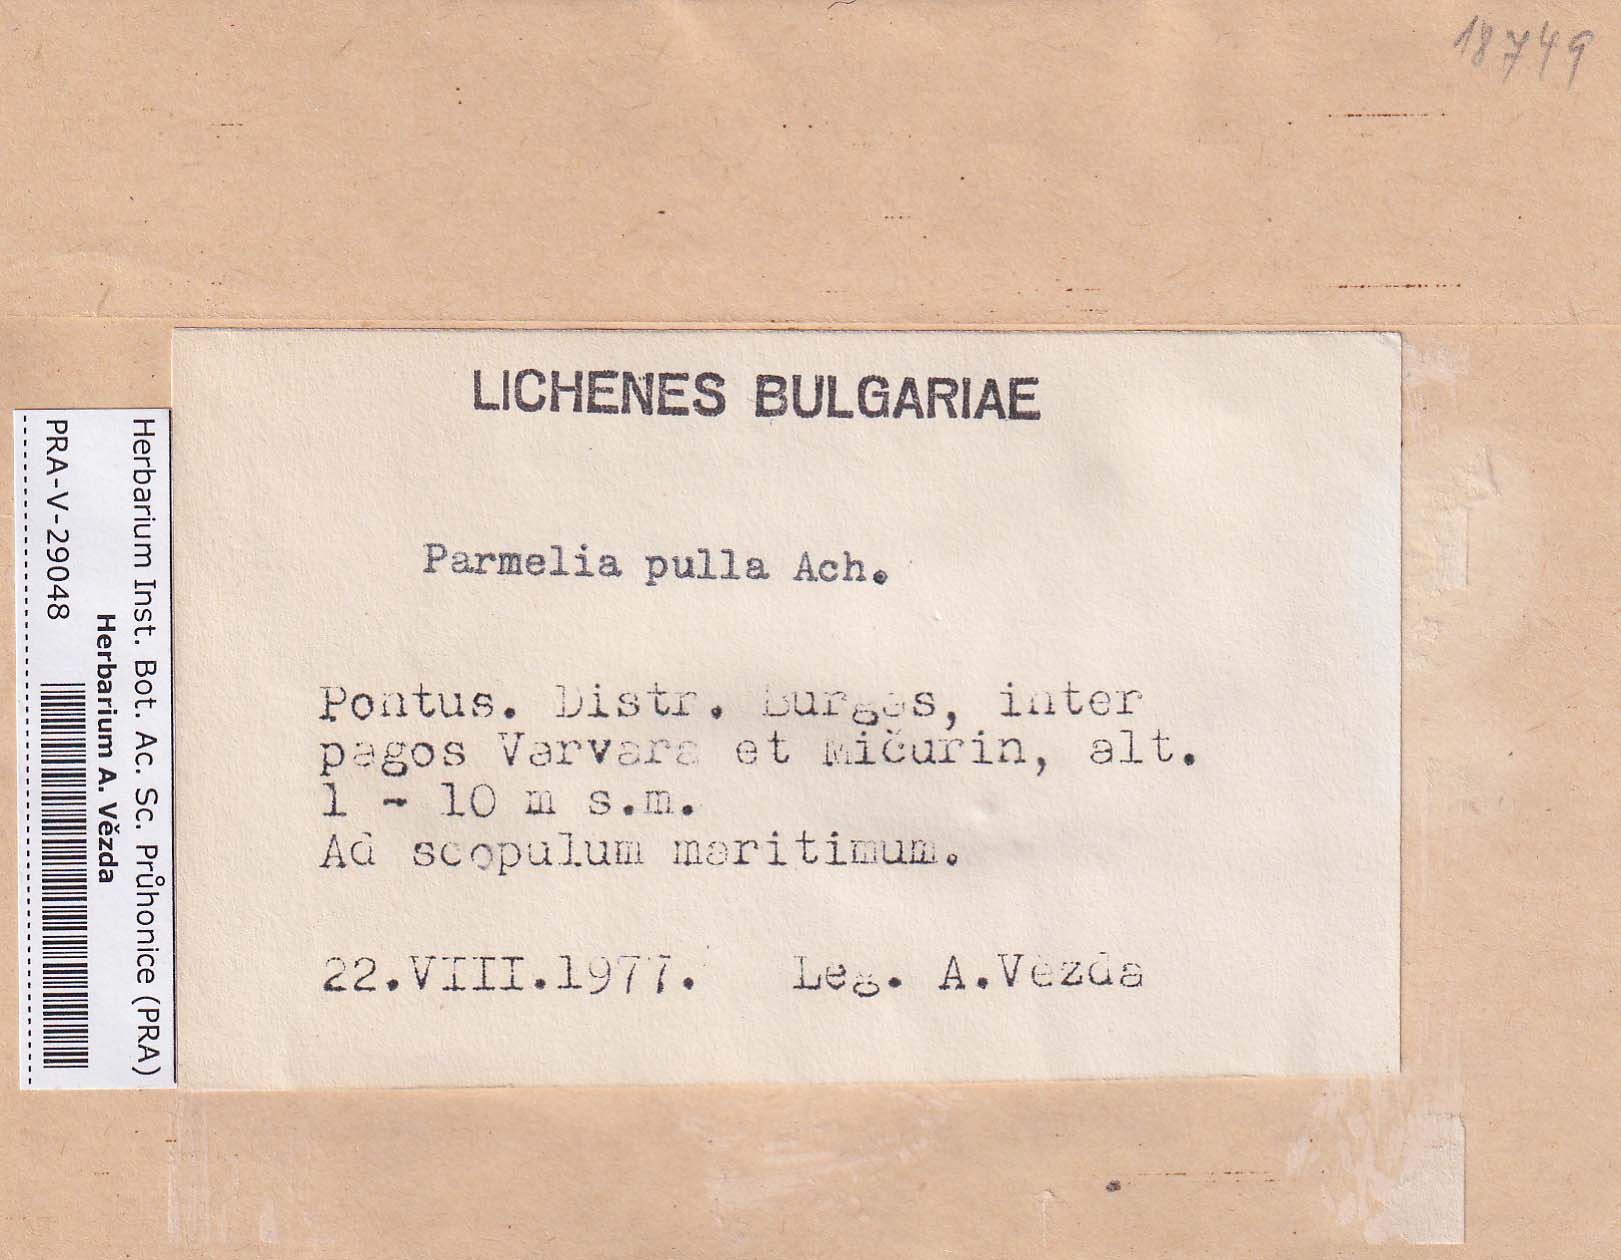 18749
LICHENES BULGARIAE
Parmelia pulla Ach.
Pontus. Distr. Burgas, inter
pagos Varvara et Mičurin, alt.
1 - 10 m s.m.
Ad scopulum maritimum.
22.VIII.1977. Leg. A.Vězda
Herbarium Inst. Bot. Ac. Sc. Průhonice (PRA)
Herbarium A. Vězda
PRA-V-29048